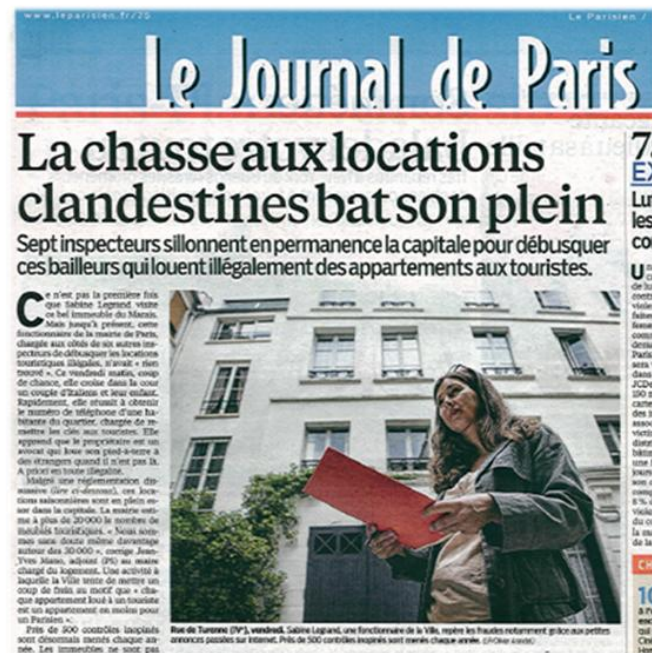 www.leparisien.fr/75
Le Parisien /
Le Journal de Paris
La chasse aux locations
clandestines bat son plein
Sept inspecteurs sillonnent en permanence la capitale pour débusquer
ces bailleurs qui louent illégalement des appartements aux touristes.
Ce n'est pas la première fois
que Sabine Legrand visite
ce bel immeuble du Marais.
Mais jusqu'à présent, cette
fonctionnaire de la mairie de Paris,
chargée aux côtés de six autres ins-
pecteurs de débusquer les locations
touristiques illégales, n'avait « rien
trouvé ». Ce vendredi matin, coup
de chance, elle croise dans la cour
un couple d'Italiens et leur enfant.
Rapidement, elle réussit à obtenir
le numéro de téléphone d'une ha-
bitante du quartier, chargée de re-
mettre les clés aux touristes. Elle
apprend que le propriétaire est un
avocat qui loue son pied-à-terre à
des étrangers quand il n'est pas là.
A priori en toute illégalité.
Malgré une réglementation dis-
suasive (lire ci-dessous), ces loca-
tions saisonnières sont en plein es-
sor dans la capitale. La mairie esti-
me à plus de 20 000 le nombre de
meublés touristiques. « Nous som-
mes sans doute même davantage
autour des 30 000 », corrige Jean-
Yves Mano, adjoint (PS) au maire
chargé du logement. Une activité à
laquelle la Ville tente de mettre un
coup de frein au motif que « cha-
que appartement loué à un touriste
est un appartement en moins pour
un Parisien ».
Près de 500 contrôles inopinés
sont désormais menés chaque an-
née. Les immeubles ne sont pas
Rue de Turenne (IVe), vendredi. Sabine Legrand, une fonctionnaire de la Ville, repère les fraudes notamment grâce aux petites
annonces passées sur Internet. Près de 500 contrôles inopinés sont menés chaque année.